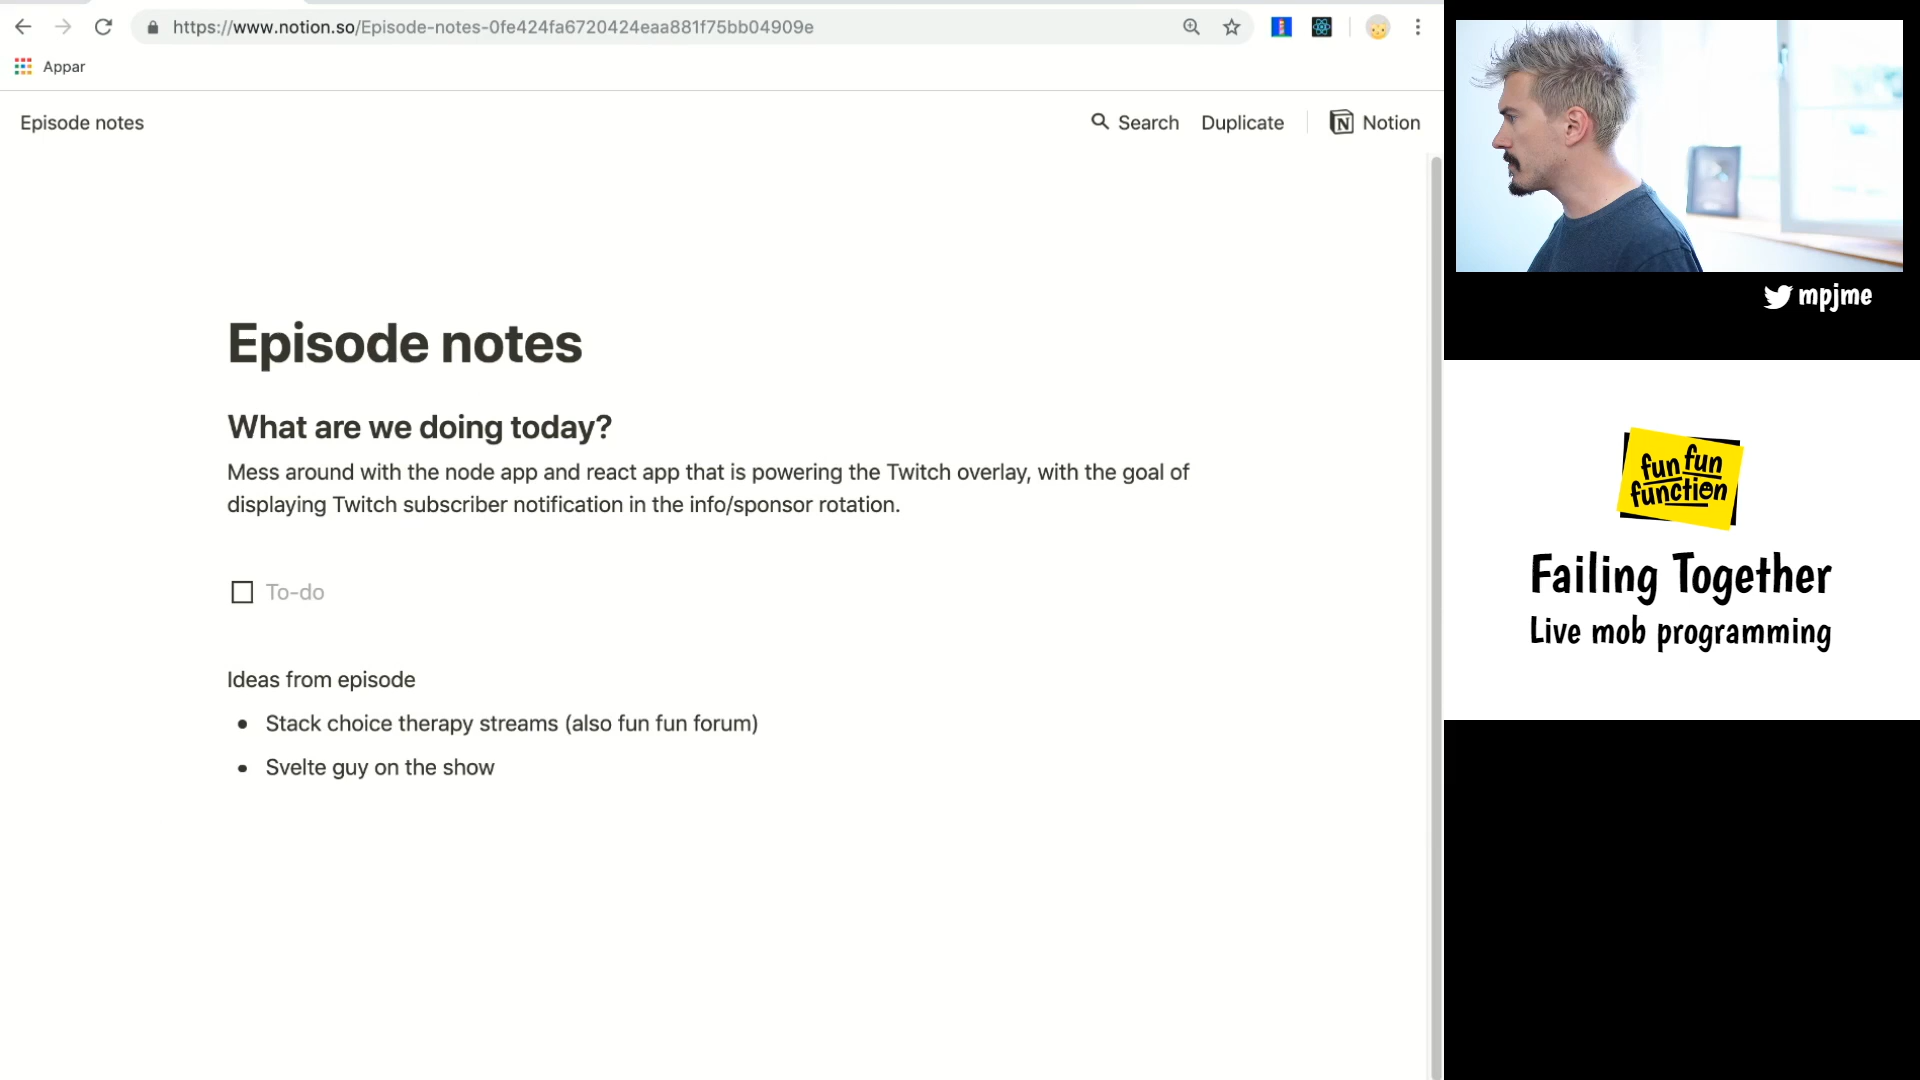 https://www.notion.so/Episode-notes-0fe424fa6720424eaa881f75bb04909e
Appar
Episode notes
Search
Duplicate
Notion
Episode notes
What are we doing today?
Mess around with the node app and react app that is powering the Twitch overlay, with the goal of
displaying Twitch subscriber notification in the info/sponsor rotation.
To-do
Ideas from episode
Stack choice therapy streams (also fun fun forum)
Svelte guy on the show
mpjme
fun fun
function
Failing Together
Live mob programming